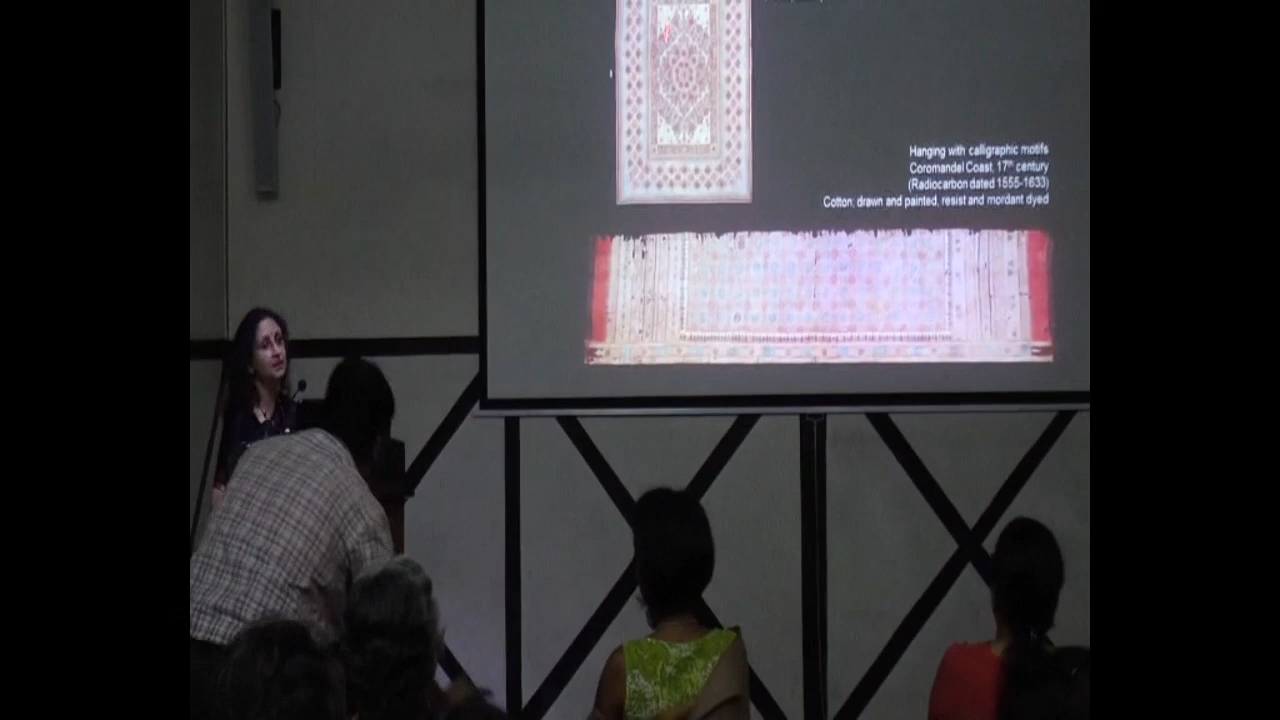 Hanging with calligraphic motifs
Coromandel Coast, 17th century
(Radiocarbon dated 1555-1633)
Cotton; drawn and painted, resist and mordant dyed